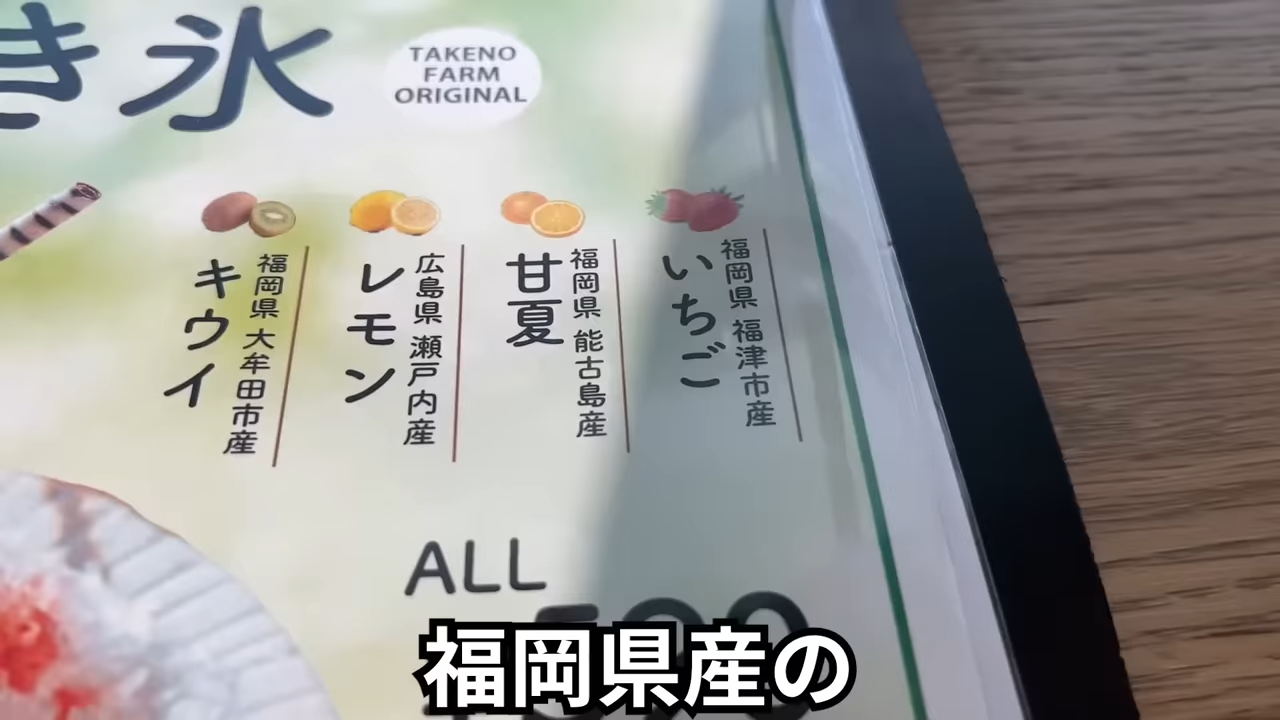 き氷
TAKENO
FARM
ORIGINAL
福岡県 福津市産
いちご
福岡県 能古島産
甘夏
広島県 瀬戸内産
レモン
福岡県 大牟田市産
キウイ
ALL
福岡県産の